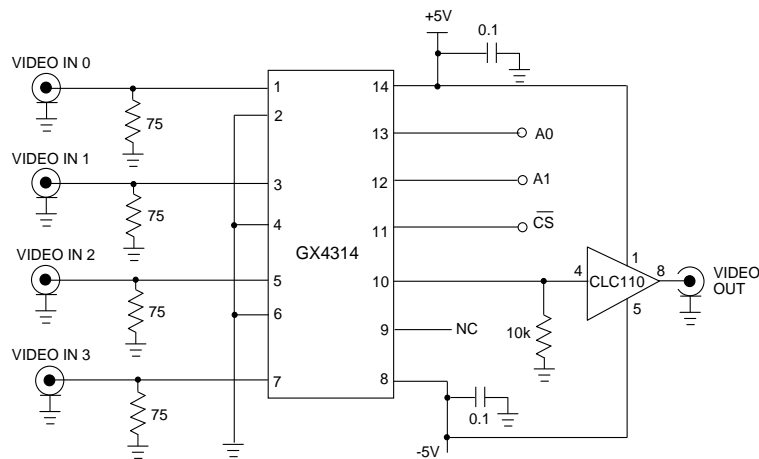 +5V
0.1
VIDEO IN 0
1
14
75
2
13
A0
VIDEO IN 1
3
12
A1
75
4
11
CS
GX4314
VIDEO IN 2
5
10
4
CLC110
1
8
VIDEO
OUT
5
75
6
10k
9
NC
VIDEO IN 3
7
8
75
0.1
-5V